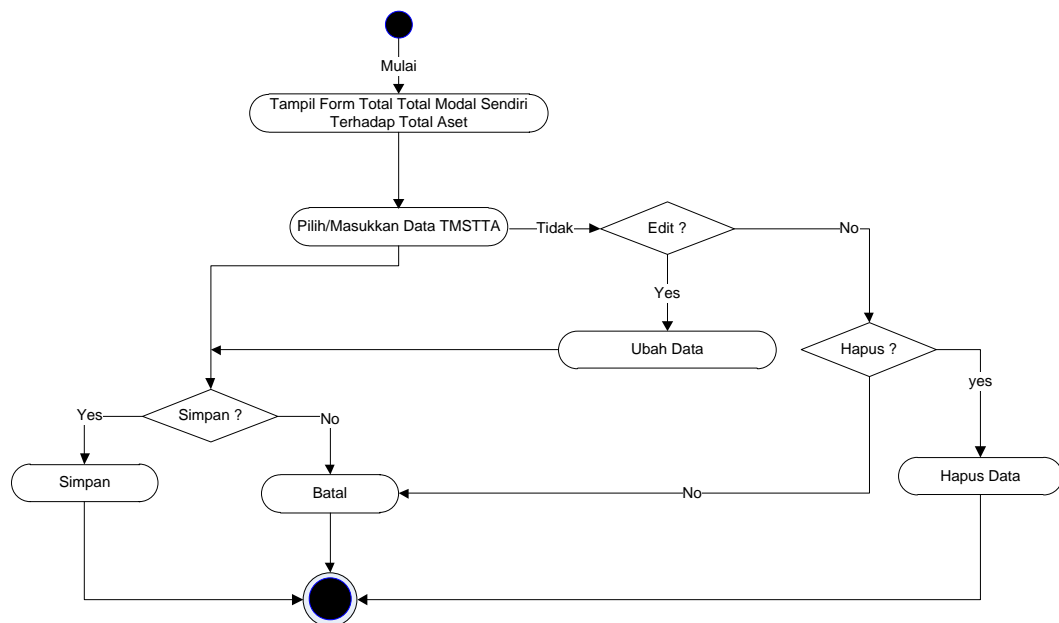 Mulai
Tampil Form Total Total Modal Sendiri
Terhadap Total Aset
Pilih/Masukkan Data TMSTTA
Tidak
Edit ?
No
Yes
Ubah Data
Hapus ?
yes
Yes
Simpan ?
No
Simpan
Batal
No
Hapus Data